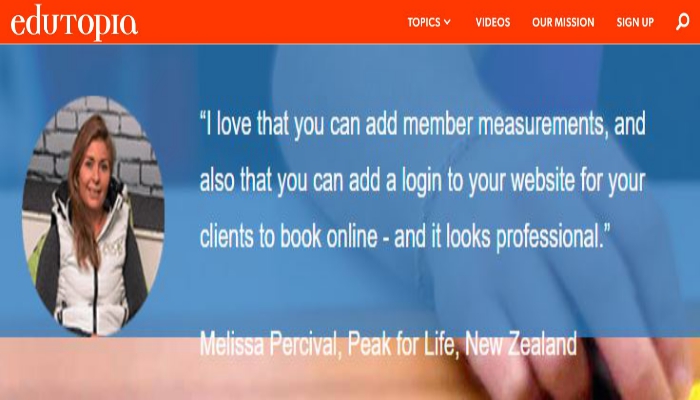 edutopia
TOPICS VIDEOS OUR MISSION SIGN UP
“I love that you can add member measurements, and
also that you can add a login to your website for your
clients to book online - and it looks professional.”
Melissa Percival, Peak for Life, New Zealand